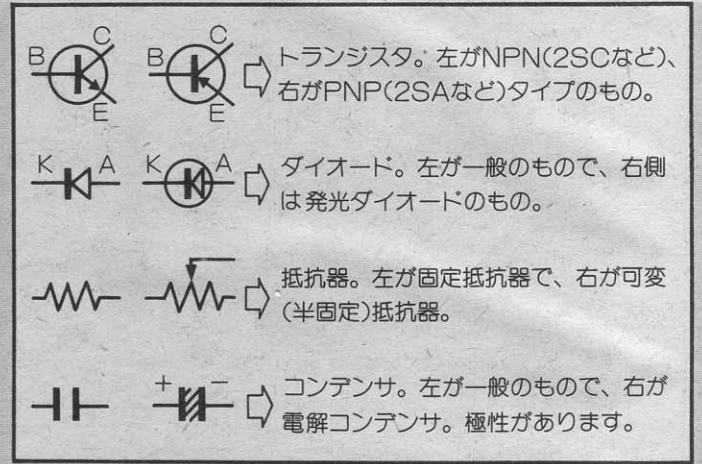 B C E B C E
トランジスタ。左がNPN(2SCなど)、
右がPNP(2SAなど)タイプのもの。
K A K A
ダイオード。左が一般のもので、右側
は発光ダイオードのもの。
抵抗器。左が固定抵抗器で、右が可変
(半固定)抵抗器。
+ −
コンデンサ。左が一般のもので、右が
電解コンデンサ。極性があります。